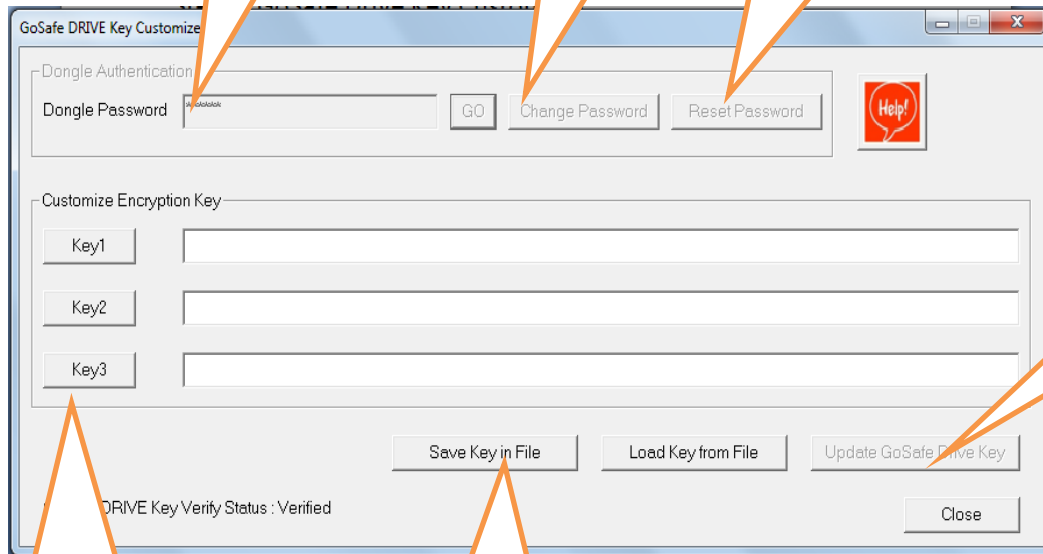 GoSafe DRIVE Key Customize
Dongle Authentication
Dongle Password ******** GO Change Password Reset Password
Help!
Customize Encryption Key
Key1
Key2
Key3
Save Key in File Load Key from File Update GoSafe Drive Key
DRIVE Key Verify Status : Verified
Close